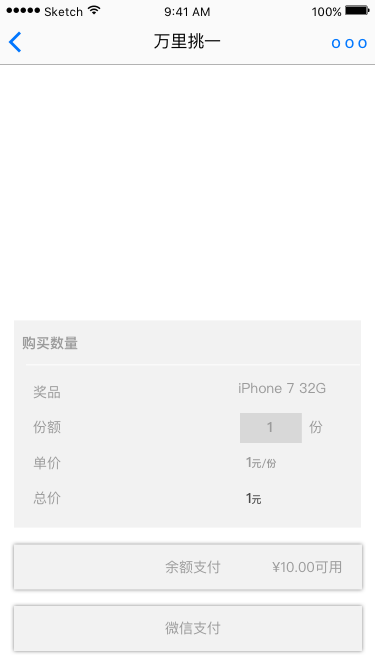 Sketch 9:41 AM 100%
万里挑一
购买数量
奖品 iPhone 7 32G
份额 1 份
单价 1元/份
总价 1元
余额支付 ¥10.00可用
微信支付